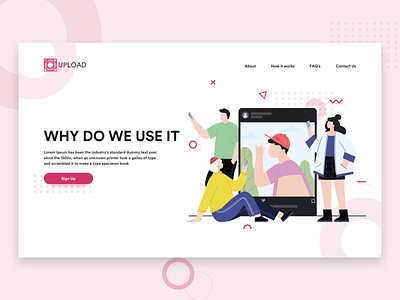 UPLOAD
About
How it works
FAQ's
Contact Us
WHY DO WE USE IT
Lorem Ipsum has been the industry's standard dummy text ever
since the 1500s, when an unknown printer took a galley of type
and scrambled it to make a type specimen book
Sign Up